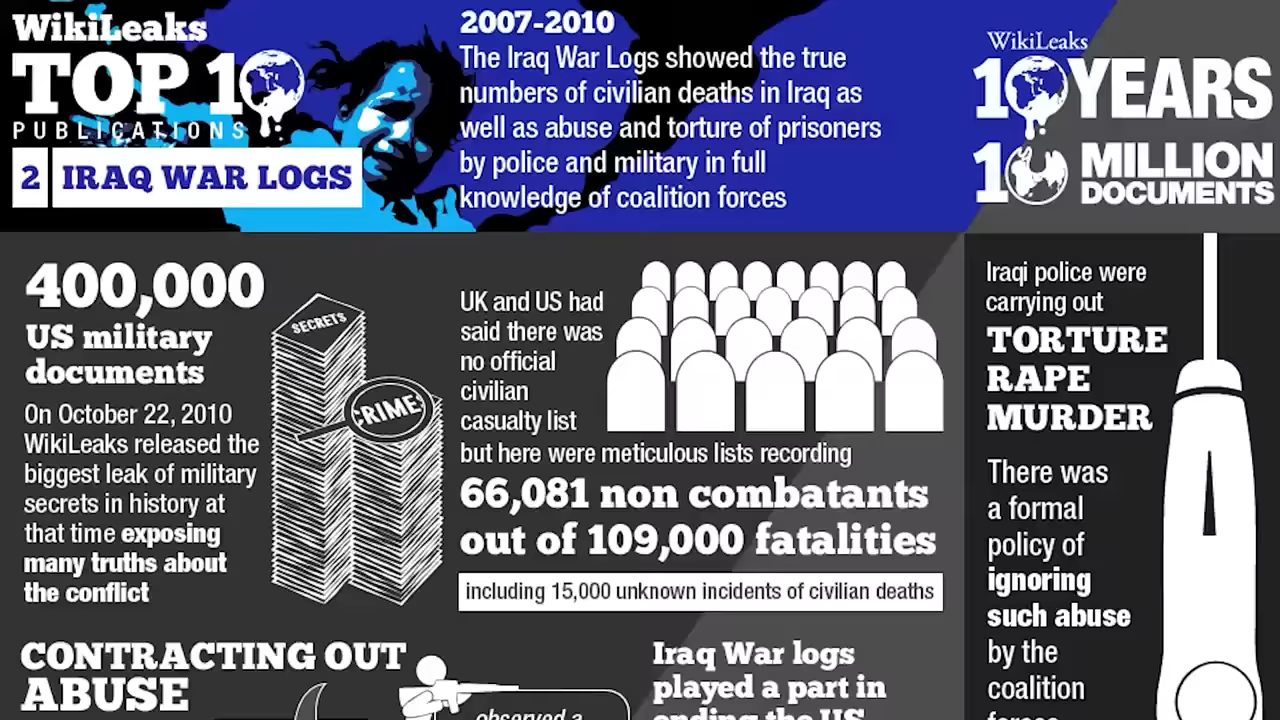 WikiLeaks
TOP 10
PUBLICATIONS
2 IRAQ WAR LOGS
2007-2010
The Iraq War Logs showed the true
numbers of civilian deaths in Iraq as
well as abuse and torture of prisoners
by police and military in full
knowledge of coalition forces
WikiLeaks
10 YEARS
10 MILLION
DOCUMENTS
400,000
US military
documents
On October 22, 2010
WikiLeaks released the
biggest leak of military
secrets in history at
that time exposing
many truths about
the conflict
SECRETS
CRIME
UK and US had
said there was
no official
civilian
casualty list
but here were meticulous lists recording
66,081 non combatants
out of 109,000 fatalities
including 15,000 unknown incidents of civilian deaths
Iraqi police were
carrying out
TORTURE
RAPE
MURDER
There was
a formal
policy of
ignoring
such abuse
by the
coalition
forces
CONTRACTING OUT
ABUSE
observed a
Iraq War logs
played a part in
ending the US